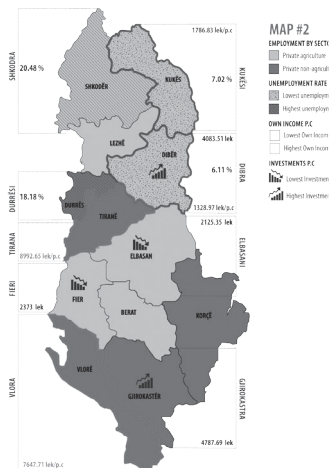 1786.83 lek/p.c
MAP #2
EMPLOYMENT BY SECTO
Private agriculture
Private non-agricult
UNEMPLOYMENT RATE
Lowest unemploym
Highest unemploym
OWN INCOME P.C
Lowest Own Incom
Highest Own Incon
INVESTMENTS P.C
Lowest Investmen
Highest Investmen
SHKODRA
20.48 %
SHKODËR
KUKËS
7.02 %
KUKËSI
LEZHË
4083.51 lek
DIBËR
6.11 %
DIBRA
DURRËSI
18.18 %
DURRËS
TIRANË
1328.97 lek/p.c
2125.35 lek
TIRANA
8992.65 lek/p.c
ELBASAN
ELBASANI
FIERI
2373 lek
FIER
BERAT
KORÇË
VLORA
VLORË
GJIROKASTËR
GJIROKASTRA
4787.69 lek
7647.71 lek/p.c